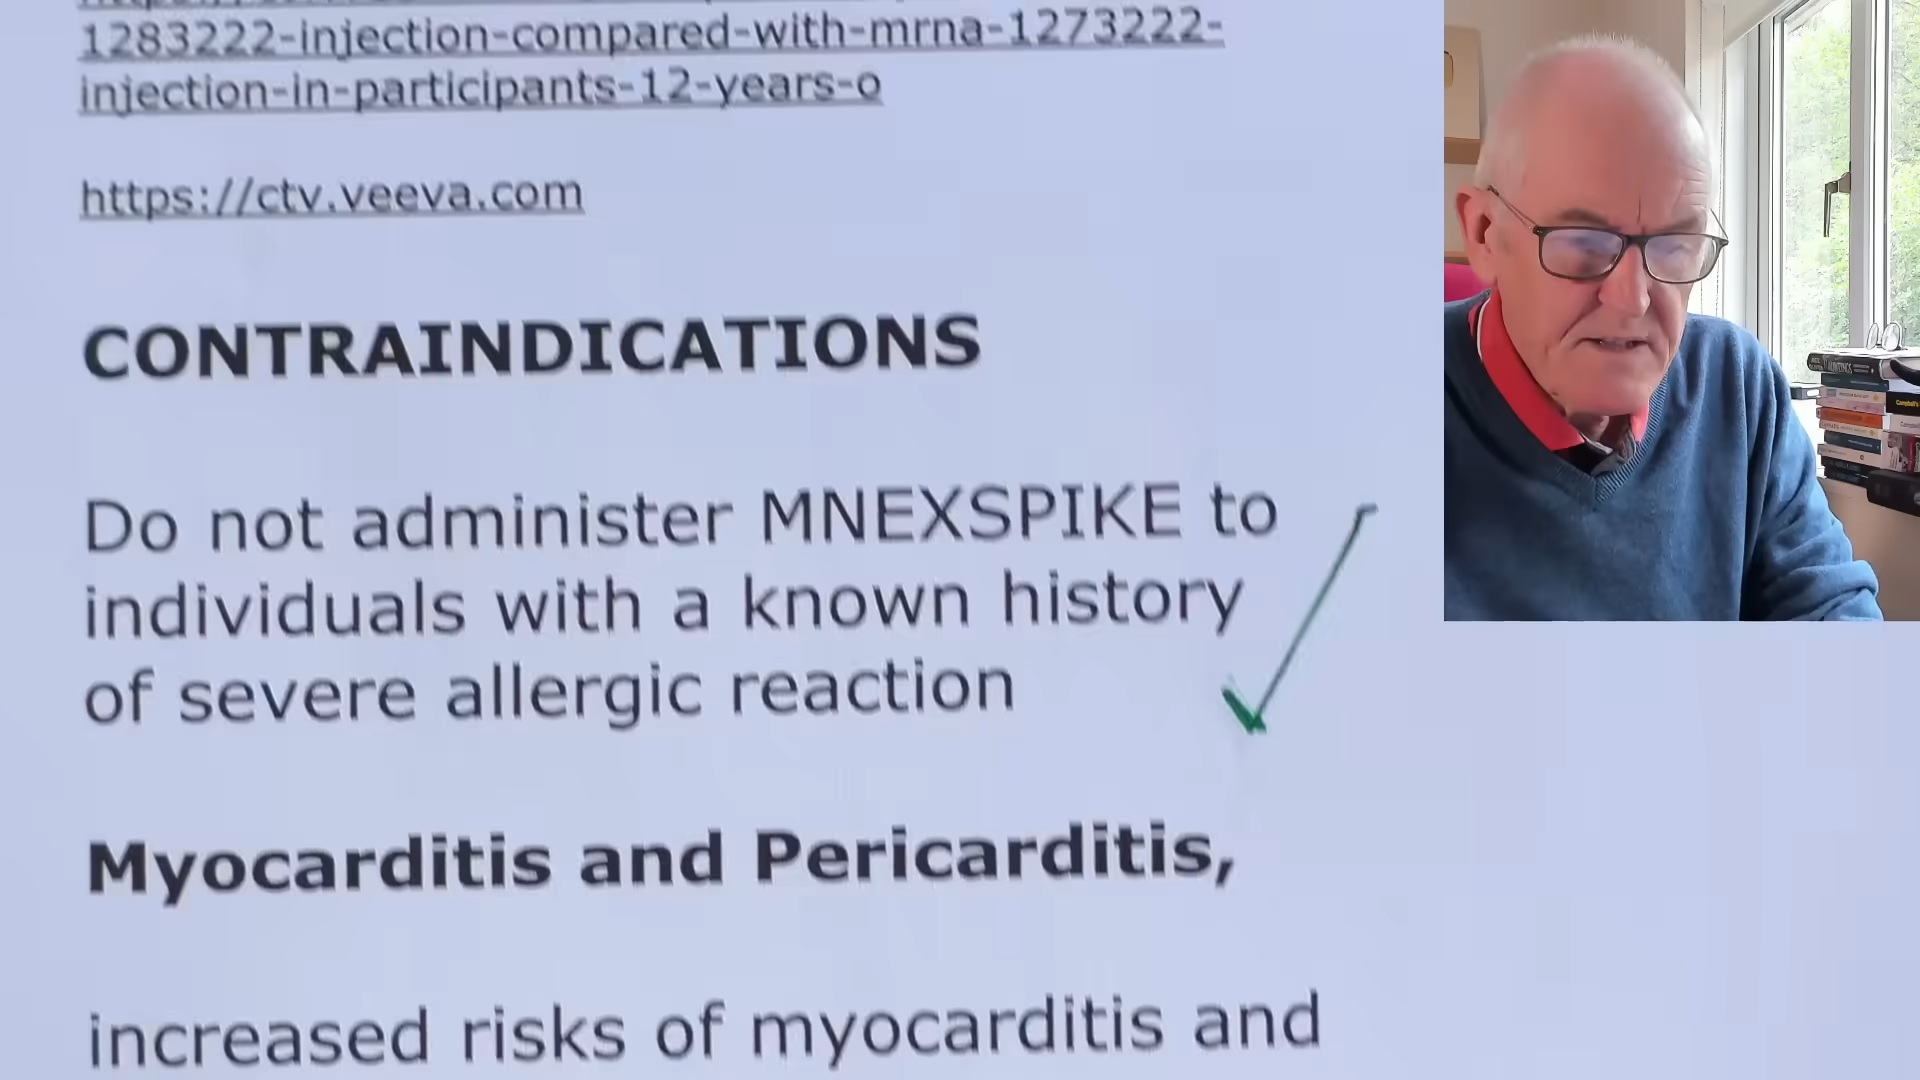 1283222-injection-compared-with-mrna-1273222-
injection-in-participants-12-years-o
https://ctv.veeva.com
CONTRAINDICATIONS
Do not administer MNEXSPIKE to
individuals with a known history
of severe allergic reaction
Myocarditis and Pericarditis,
increased risks of myocarditis and